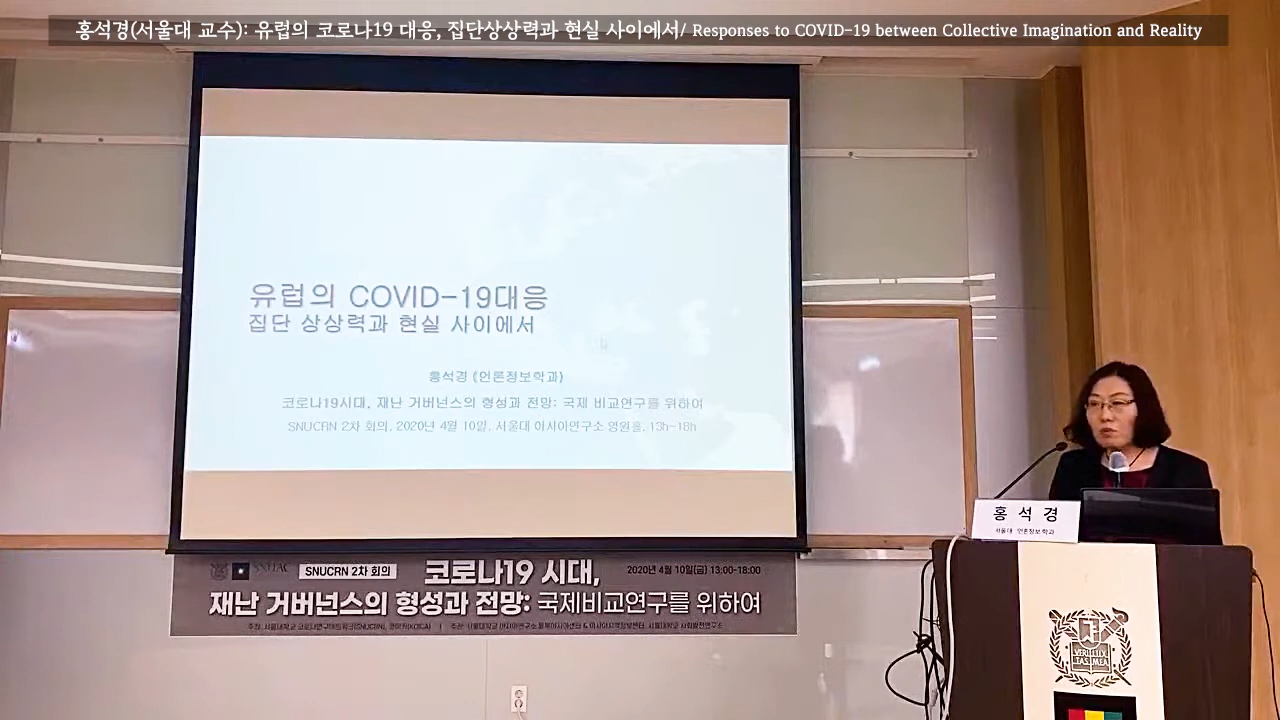 홍석경(서울대 교수): 유럽의 코로나19 대응, 집단상상력과 현실 사이에서/ Responses to COVID-19 between Collective Imagination and Reality
유럽의 COVID-19대응
집단 상상력과 현실 사이에서
홍석경 (언론정보학과)
코로나19시대, 재난 거버넌스의 형성과 전망: 국제 비교연구를 위하여
SNUCRN 2차 회의, 2020년 4월 10일, 서울대 아시아연구소 영원홀, 13h-18h
SNUCRN 2차 회의
코로나19 시대,
2020년 4월 10일(금) 13:00-18:00
재난 거버넌스의 형성과 전망: 국제비교연구를 위하여
홍 석 경
서울대 언론정보학과
VERI LUX
TAS MEA